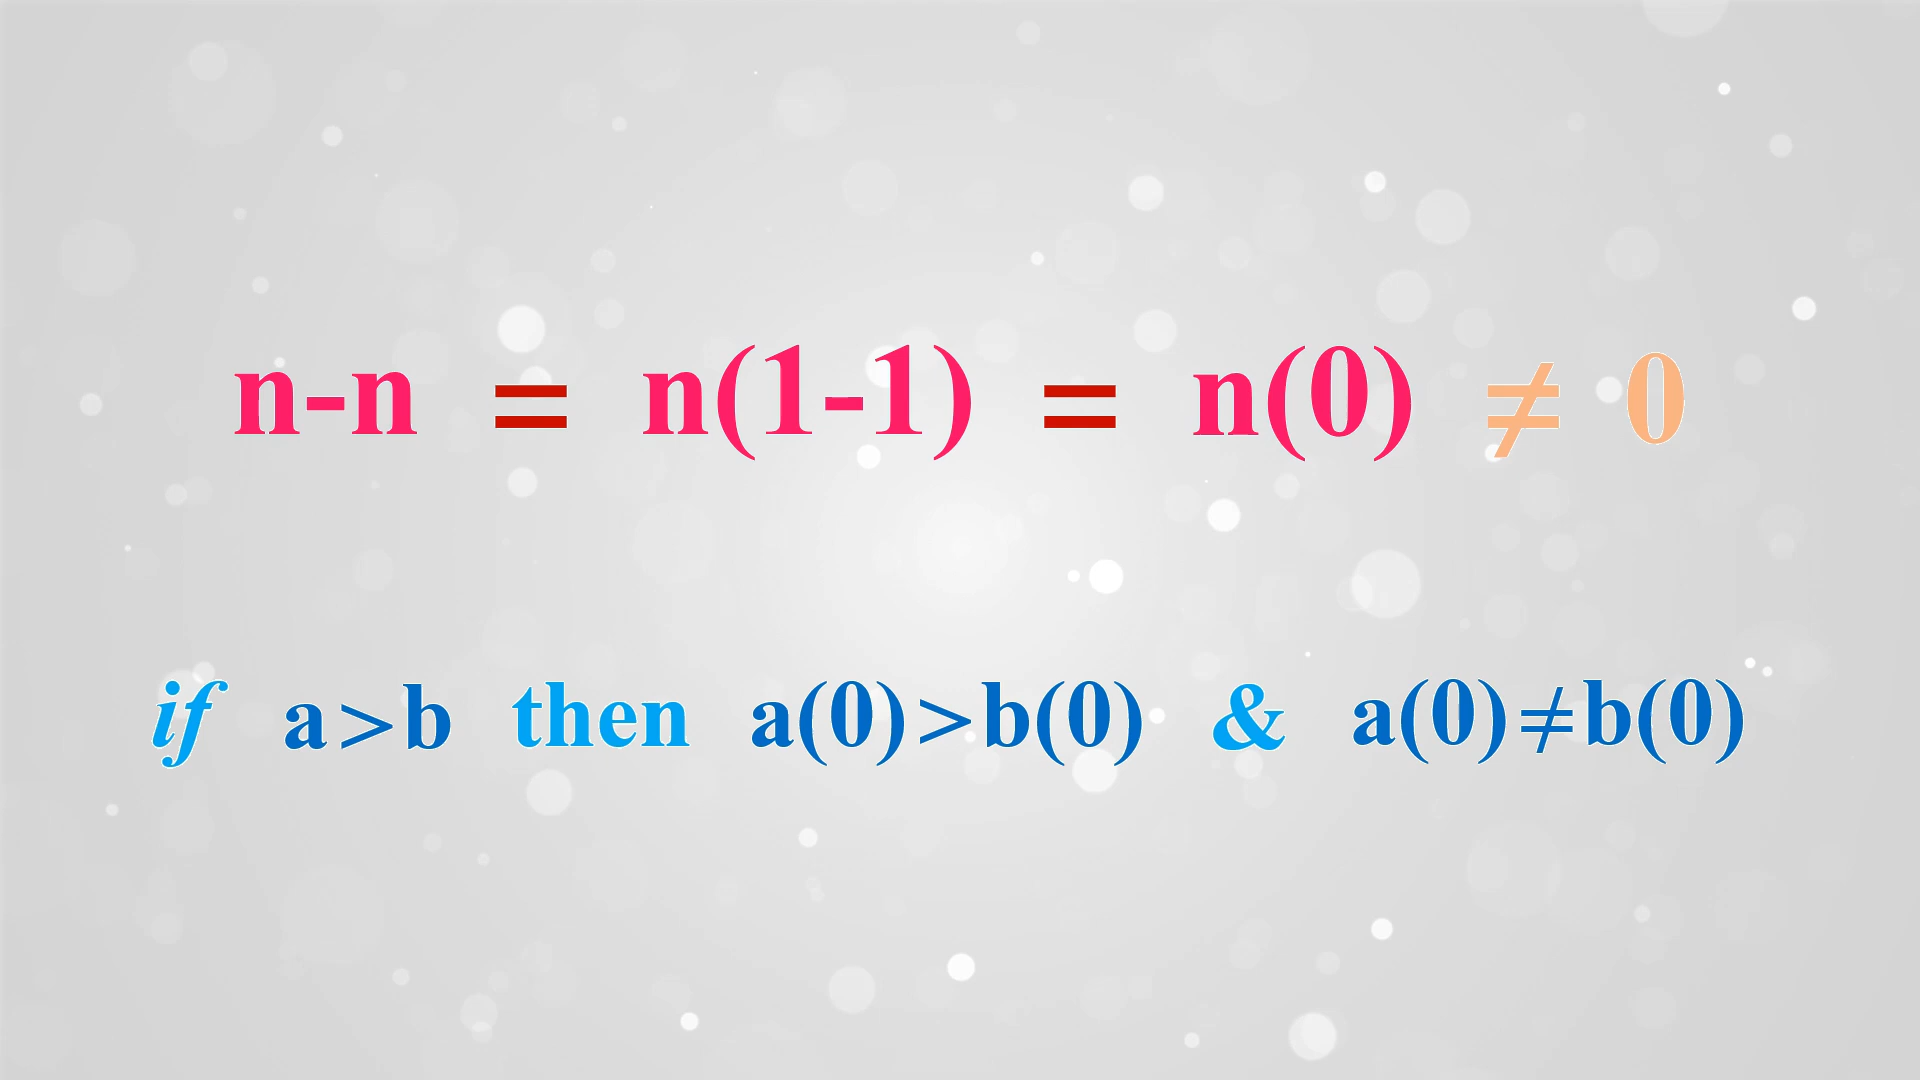 n-n = n(1-1) = n(0) ≠ 0
if a>b then a(0)>b(0) & a(0)≠b(0)